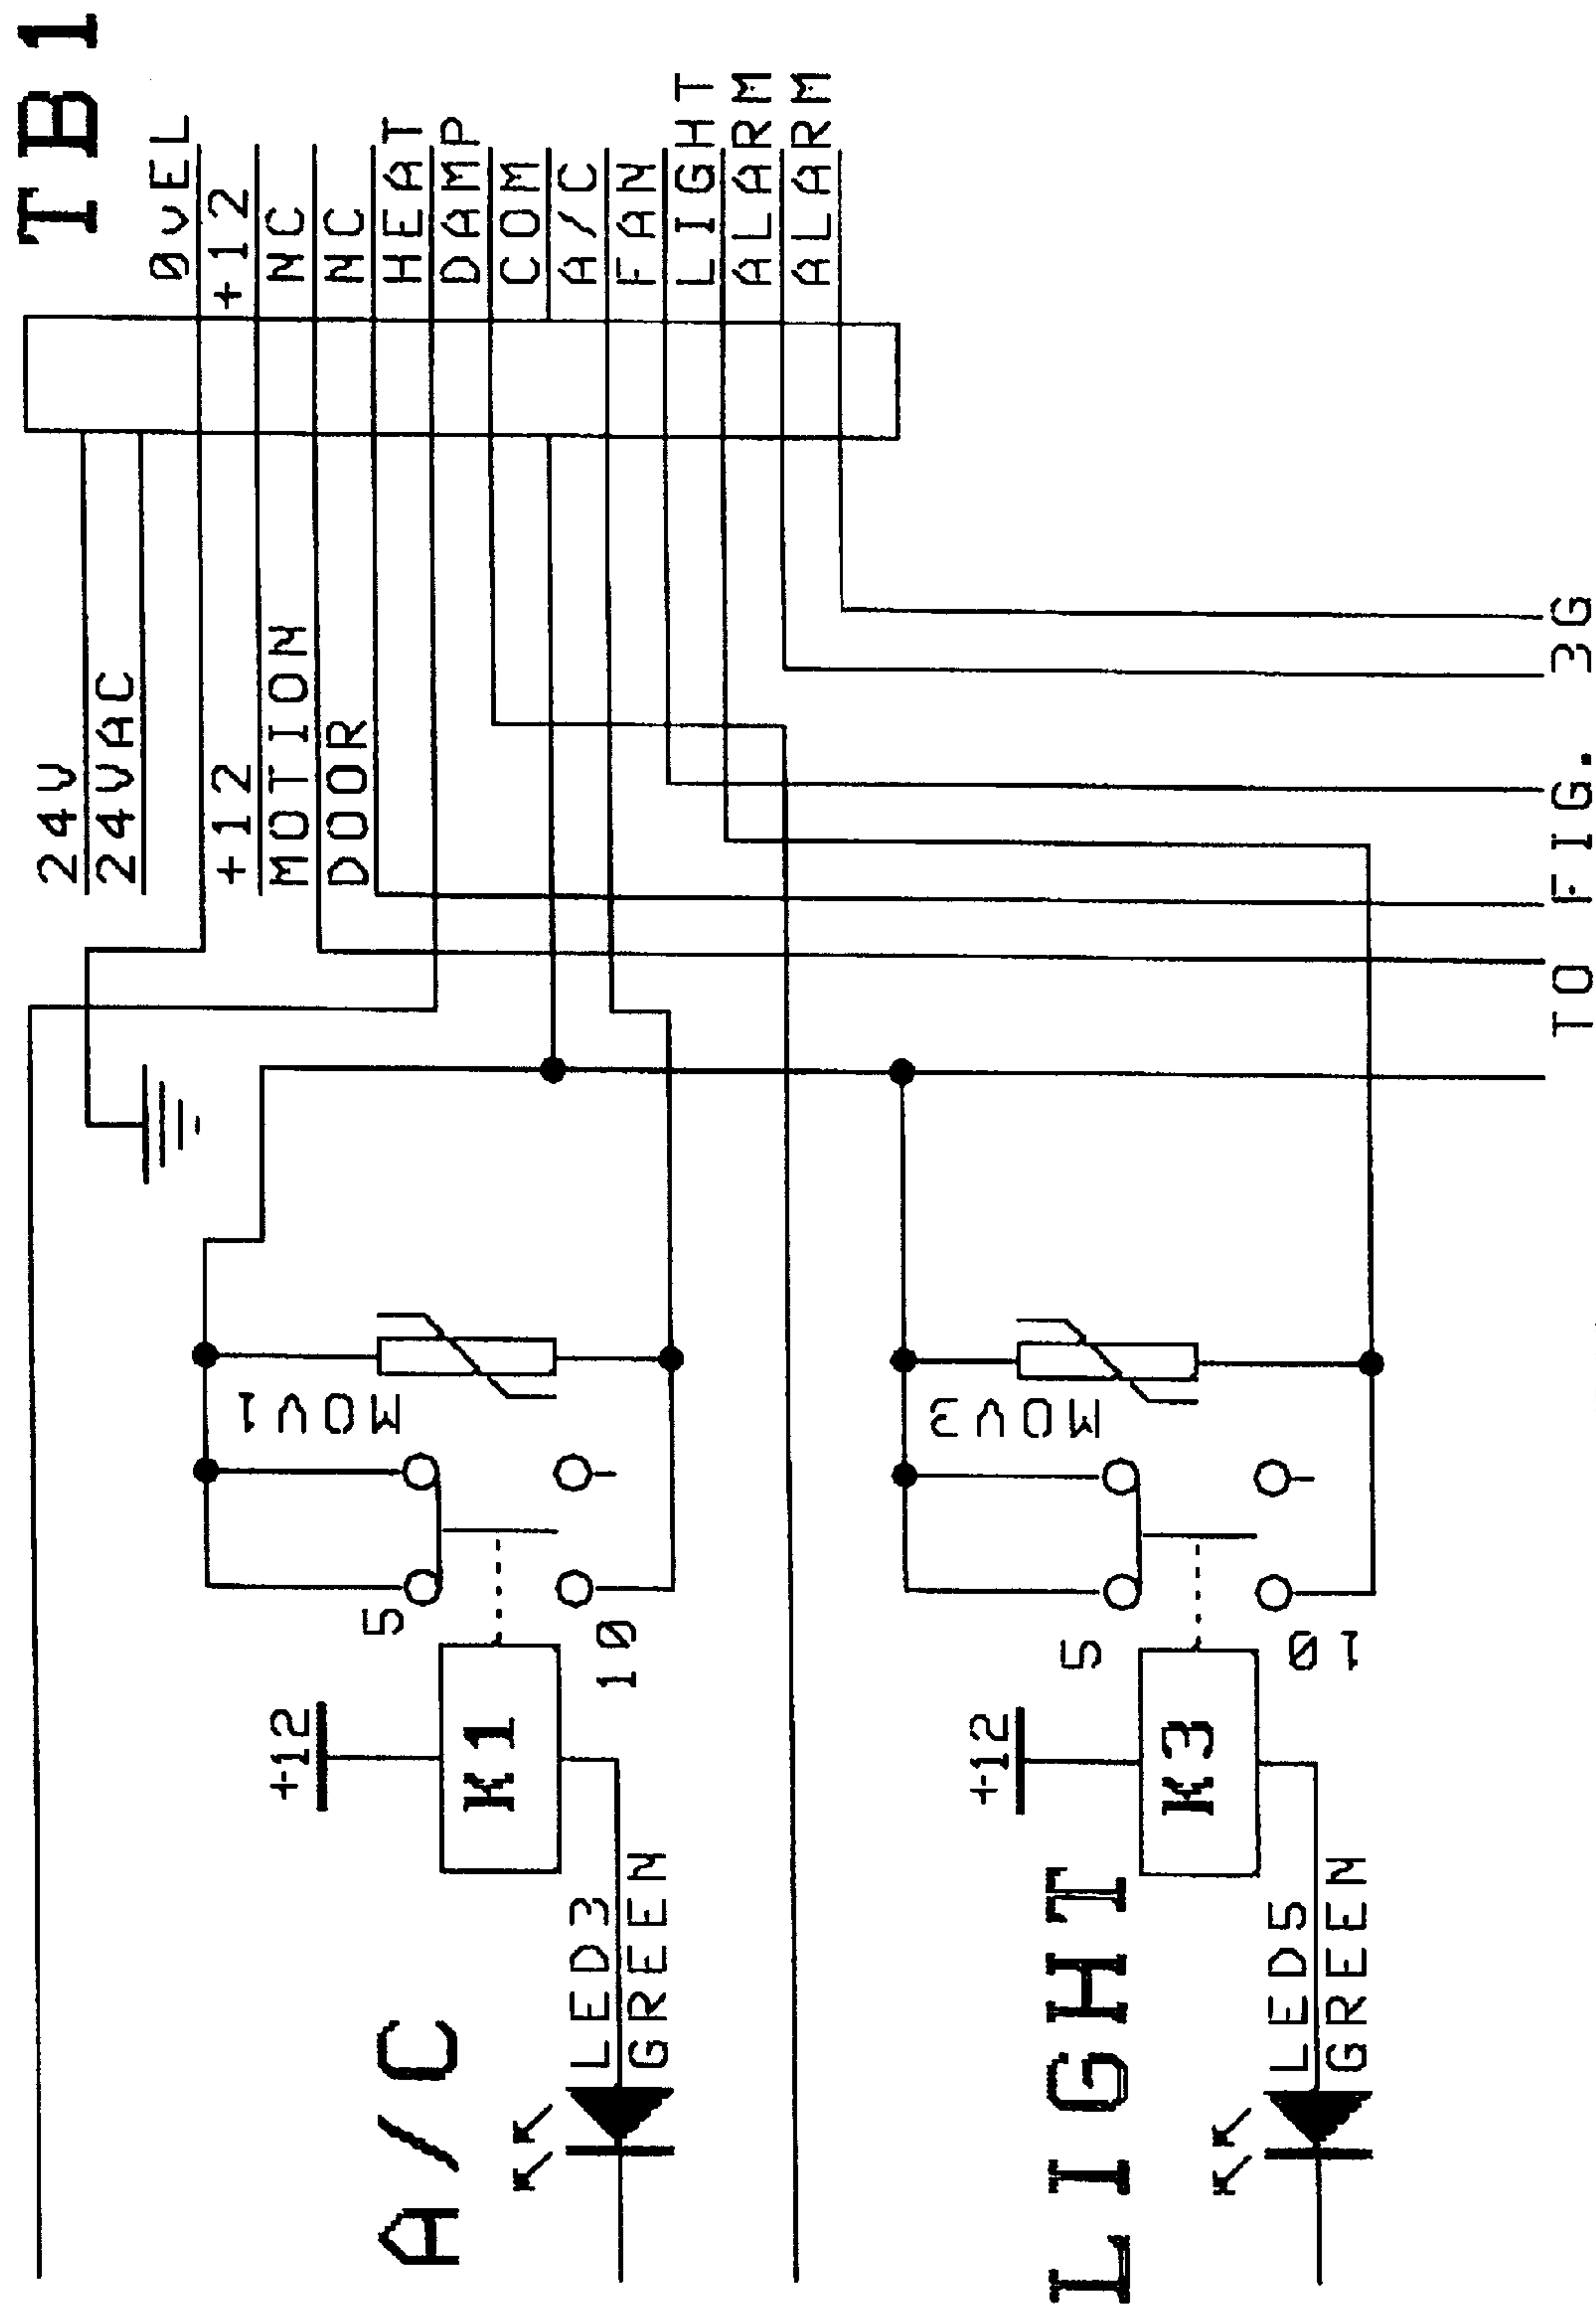 TB1
24V
24VAC
0vEL
+12
+12
MOTION
NC
DOOR
NC
HEAT
DAMP
COM
A/C
FAN
LIGHT
ALARM
ALARM
A/C
+12
K1
5
10
MOV1
LED3
GREEN
LIGHT
+12
K3
5
10
MOV3
LED5
GREEN
TO FIG. 3G